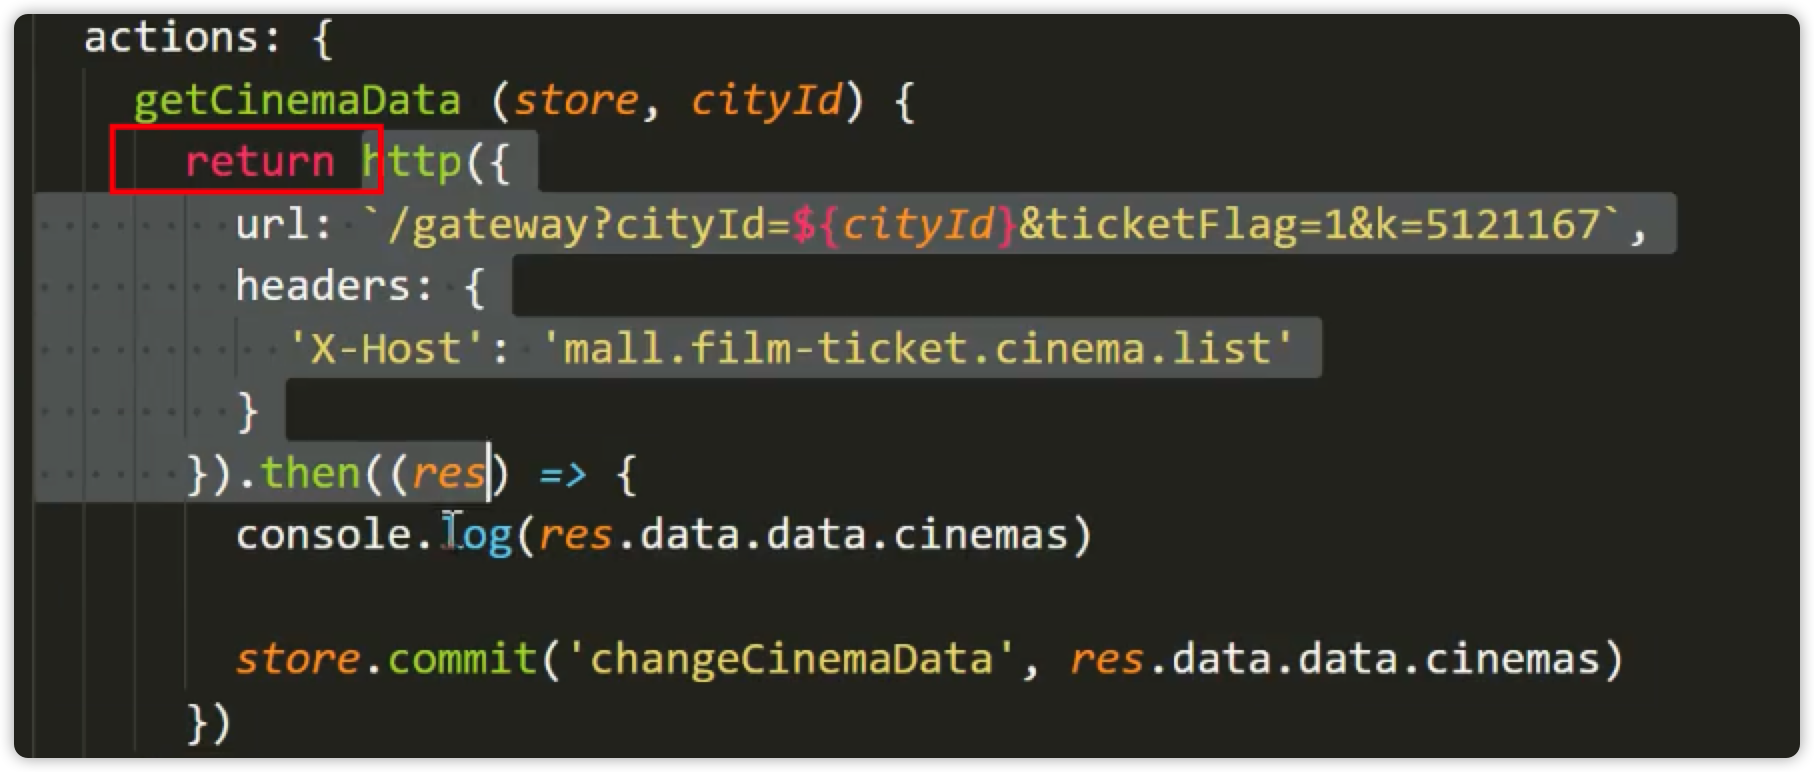 actions: {
getCinemaData (store, cityId) {
return http({
url: `/gateway?cityId=${cityId}&ticketFlag=1&k=5121167`,
headers: {
'X-Host': 'mall.film-ticket.cinema.list'
}
}).then((res) => {
console.log(res.data.data.cinemas)
store.commit('changeCinemaData', res.data.data.cinemas)
})